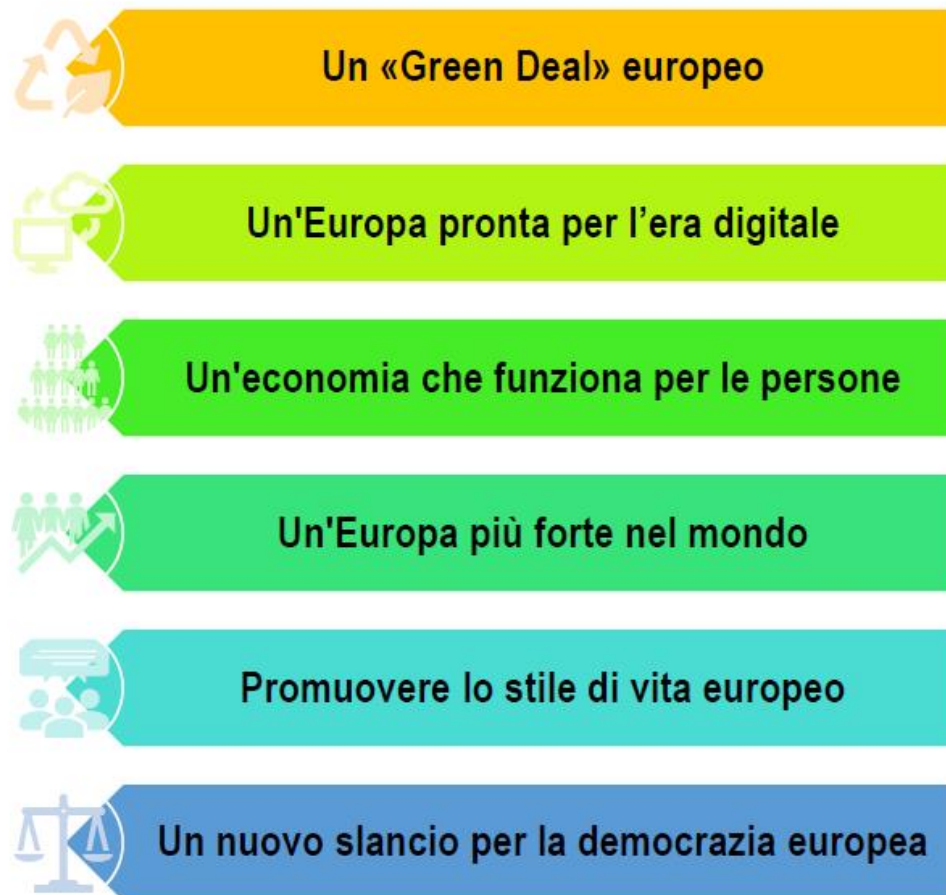 Un «Green Deal» europeo
Un'Europa pronta per l’era digitale
Un'economia che funziona per le persone
Un'Europa più forte nel mondo
Promuovere lo stile di vita europeo
Un nuovo slancio per la democrazia europea